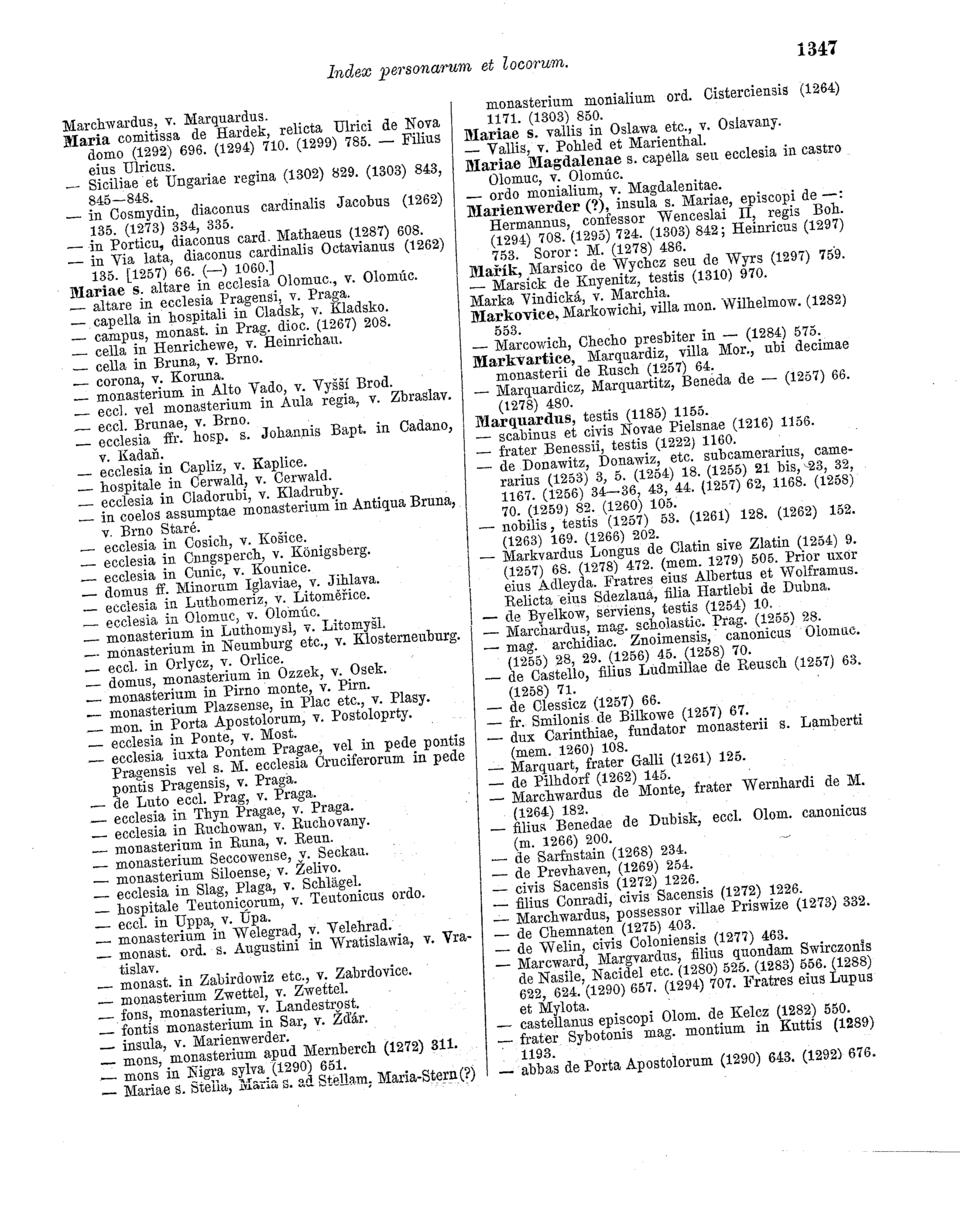 Index personarum et locorum.
1347
Marchwardus, v. Marquardus.
Maria comitissa de Hardek, relicta Ulrici de Nova
domo (1292) 696. (1294) 710. (1299) 785. — Filius
eius Ulricus.
— Siciliae et Ungariae regina (1302) 829. (1303) 843,
845—848.
— in Cosmydin, diaconus cardinalis Jacobus (1262)
135. (1273) 334, 335.
— in Porticu, diaconus card. Mathaeus (1287) 608.
— in Via lata, diaconus cardinalis Octavianus (1262)
135. [1257) 66. (—) 1060.]
Mariae s. altare in ecclesia Olomuc., v. Olomúc.
— altare in ecclesia Pragensi, v. Praga.
— capella in hospitali in Cladsk, v. Kladsko.
— campus, monast. in Prag. dioc. (1267) 208.
— cella in Henrichewe, v. Heinrichau.
— cella in Bruna, v. Brno.
— corona, v. Koruna.
— monasterium in Alto Vado, v. Vyšší Brod.
— eccl. vel monasterium in Aula regia, v. Zbraslav.
— eccl. Brunae, v. Brno.
— ecclesia ffr. hosp. s. Johannis Bapt. in Cadano,
v. Kadaň.
— ecclesia in Capliz, v. Kaplice.
— hospitale in Cerwald, v. Cerwald.
— ecclesia in Cladorubi, v. Kladruby.
— in coelos assumptae monasterium in Antiqua Bruna,
v. Brno Staré.
— ecclesia in Cosich, v. Košice.
— ecclesia in Cnngsperch, v. Königsberg.
— ecclesia in Cunic, v. Kounice.
— domus ff. Minorum Iglaviae, v. Jihlava.
— ecclesia in Luthomeriz, v. Litoměřice.
— ecclesia in Olomuc, v. Olomúc.
— monasterium in Luthomysl, v. Litomyšl.
— monasterium in Neumburg etc., v. Klosterneuburg.
— eccl. in Orlycz, v. Orlice.
— domus, monasterium in Ozzek, v. Osek.
— monasterium in Pirno monte, v. Pirn.
— monasterium Plazsense, in Plac etc., v. Plasy.
— mon. in Porta Apostolorum, v. Postoloprty.
— ecclesia in Ponte, v. Most.
— ecclesia iuxta Pontem Pragae, vel in pede pontis
Pragensis vel s. M. ecclesia Cruciferorum in pede
pontis Pragensis, v. Praga.
— de Luto eccl. Prag, v. Praga.
— ecclesia in Thyn Pragae, v. Praga.
— ecclesia in Ruchowan, v. Ruchovany.
— monasterium in Runa, v. Reun.
— monasterium Seccowense, v. Seckau.
— monasterium Siloense, v. Želivo.
— ecclesia in Slag, Plaga, v. Schlägel.
— hospitale Teutonicorum, v. Teutonicus ordo.
— eccl. in Uppa, v. Úpa.
— monasterium in Welegrad, v. Velehrad.
— monast. ord. s. Augustini in Wratislawia, v. Vra-
tislav.
— monast. in Zabirdowiz etc., v. Zabrdovice.
— monasterium Zwettel, v. Zwettel.
— fons, monasterium, v. Landestrost.
— fontis monasterium in Sar, v. Žďár.
— insula, v. Marienwerder.
— mons, monasterium apud Mernberch (1272) 311.
— mons in Nigra sylva (1290) 651.
— Mariae s. Stella, Maria s. ad Stellam, Maria-Stern(?)
monasterium monialium ord. Cisterciensis (1264)
1171. (1303) 850.
Mariae s. vallis in Oslawa etc., v. Oslavany.
— Vallis, v. Pohled et Marienthal.
Mariae Magdalenae s. capella seu ecclesia in castro
Olomuc, v. Olomúc.
— ordo monialium, v. Magdalenitae.
Marienwerder (?), insula s. Mariae, episcopi de —:
Hermannus, confessor Wenceslai II, regis Boh.
(1294) 708. (1295) 724. (1303) 842; Heinricus (1297)
753. Soror: M. (1278) 486.
Mařík, Marsico de Wychcz seu de Wyrs (1297) 759.
— Marsick de Knyenitz, testis (1310) 970.
Marka Vindická, v. Marchia.
Markovice, Markowichi, villa mon. Wilhelmow. (1282)
553.
— Marcowich, Checho presbiter in — (1284) 575.
Markvartice, Marquardiz, villa Mor., ubi decimae
monasterii de Rusch (1257) 64.
— Marquardicz, Marquartitz, Beneda de — (1257) 66.
(1278) 480.
Marquardus, testis (1185) 1155.
— scabinus et civis Novae Pielsnae (1216) 1156.
— frater Benessii, testis (1222) 1160.
— de Donawitz, Donawiz, etc. subcamerarius, came-
rarius (1253) 3, 5. (1254) 18. (1255) 21 bis, 23, 32,
1167. (1256) 34—36, 43, 44. (1257) 62, 1168. (1258)
70. (1259) 82. (1260) 105.
— nobilis, testis (1257) 53. (1261) 128. (1262) 152.
(1263) 169. (1266) 202.
— Markvardus Longus de Clatin sive Zlatin (1254) 9.
(1257) 68. (1278) 472. (mem. 1279) 505. Prior uxor
eius Adleyda. Fratres eius Albertus et Wolframus.
Relicta eius Sdezlaua, filia Hartlebi de Dubna.
— de Byelkow, serviens, testis (1254) 10.
— Marchardus, mag. scholastic. Prag. (1255) 28.
— mag. archidiac. Znoimensis, canonicus Olomuc.
(1255) 28, 29. (1256) 45. (1258) 70.
— de Castello, filius Ludmillae de Reusch (1257) 63.
(1258) 71.
— de Clessicz (1257) 66.
— fr. Smilonis de Bilkowe (1257) 67.
— dux Carinthiae, fundator monasterii s. Lamberti
(mem. 1260) 108.
— Marquart, frater Galli (1261) 125.
— de Pilhdorf (1262) 145.
— Marchwardus de Monte, frater Wernhardi de M.
(1264) 182.
— filius Benedae de Dubisk, eccl. Olom. canonicus
(m. 1266) 200.
— de Sarfnstain (1268) 234.
— de Prevhaven, (1269) 254.
— civis Sacensis (1272) 1226.
— filius Conradi, civis Sacensis (1272) 1226.
— Marchwardus, possessor villae Priswize (1273) 332.
— de Chemnaten (1275) 403.
— de Welin, civis Coloniensis (1277) 463.
— Marcward, Margvardus, filius quondam Swirczonis
de Nasile, Nacidel etc. (1280) 525. (1283) 556. (1288)
622, 624. (1290) 657. (1294) 707. Fratres eius Lupus
et Mylota.
— castellanus episcopi Olom. de Kelcz (1282) 550.
— frater Sybotonis mag. montium in Kuttis (1289)
1193.
— abbas de Porta Apostolorum (1290) 643. (1292) 676.